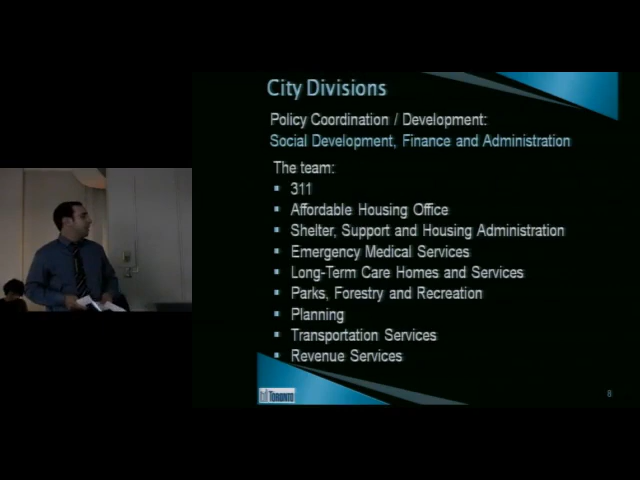 City Divisions
Policy Coordination / Development:
Social Development, Finance and Administration
The team:
▪ 311
▪ Affordable Housing Office
▪ Shelter, Support and Housing Administration
▪ Emergency Medical Services
▪ Long-Term Care Homes and Services
▪ Parks, Forestry and Recreation
▪ Planning
▪ Transportation Services
▪ Revenue Services
TORONTO
8